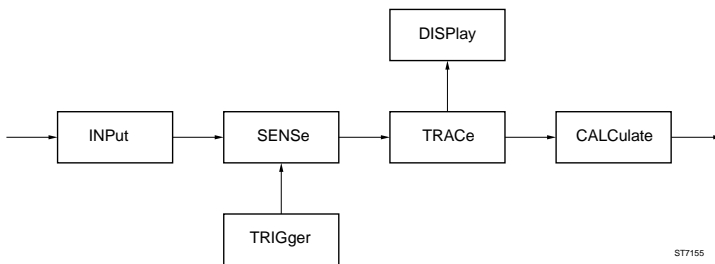 DISPlay
INPut
SENSe
TRACe
CALCulate
TRIGger
ST7155